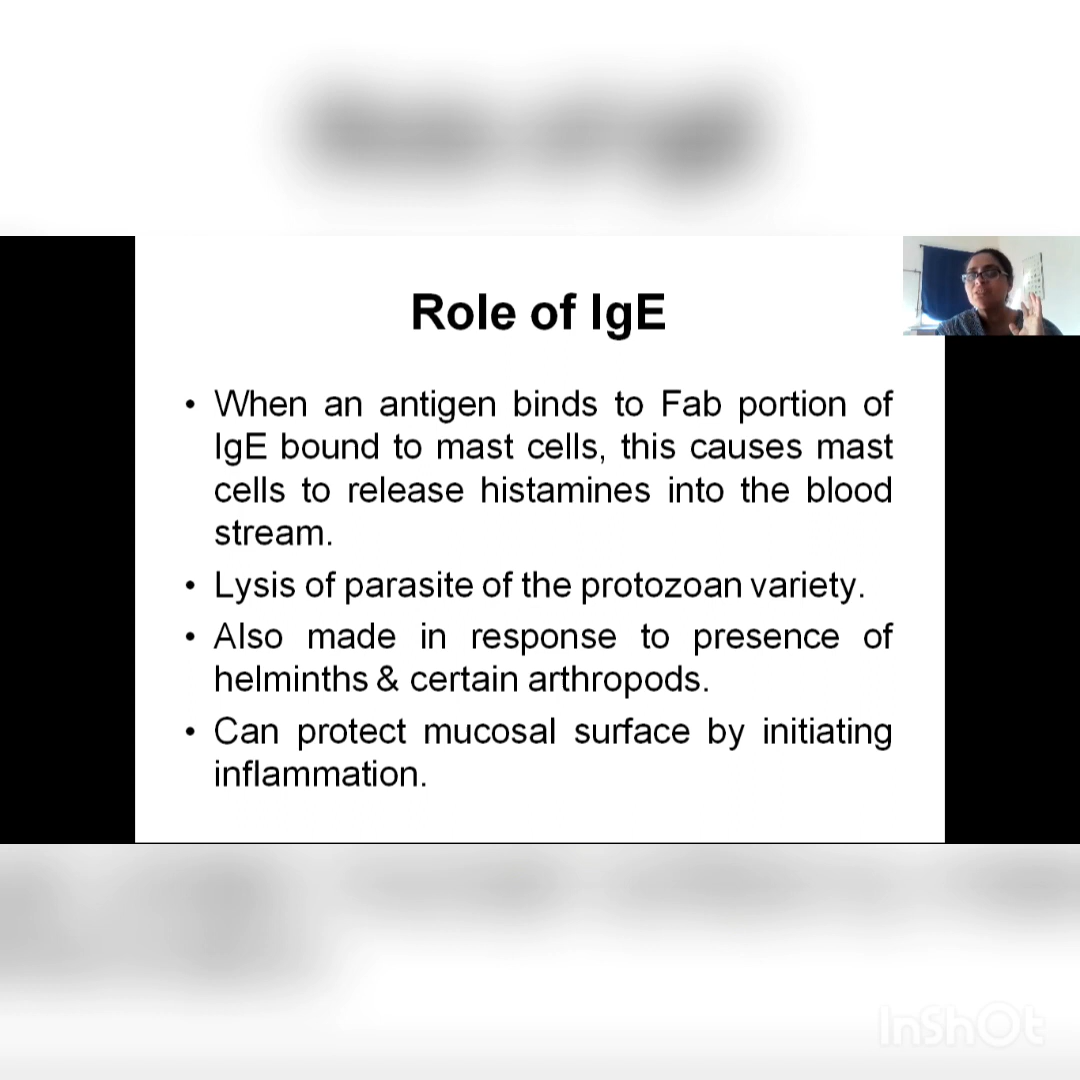 Role of IgE
• When an antigen binds to Fab portion of
IgE bound to mast cells, this causes mast
cells to release histamines into the blood
stream.
• Lysis of parasite of the protozoan variety.
• Also made in response to presence of
helminths & certain arthropods.
• Can protect mucosal surface by initiating
inflammation.
InShOt